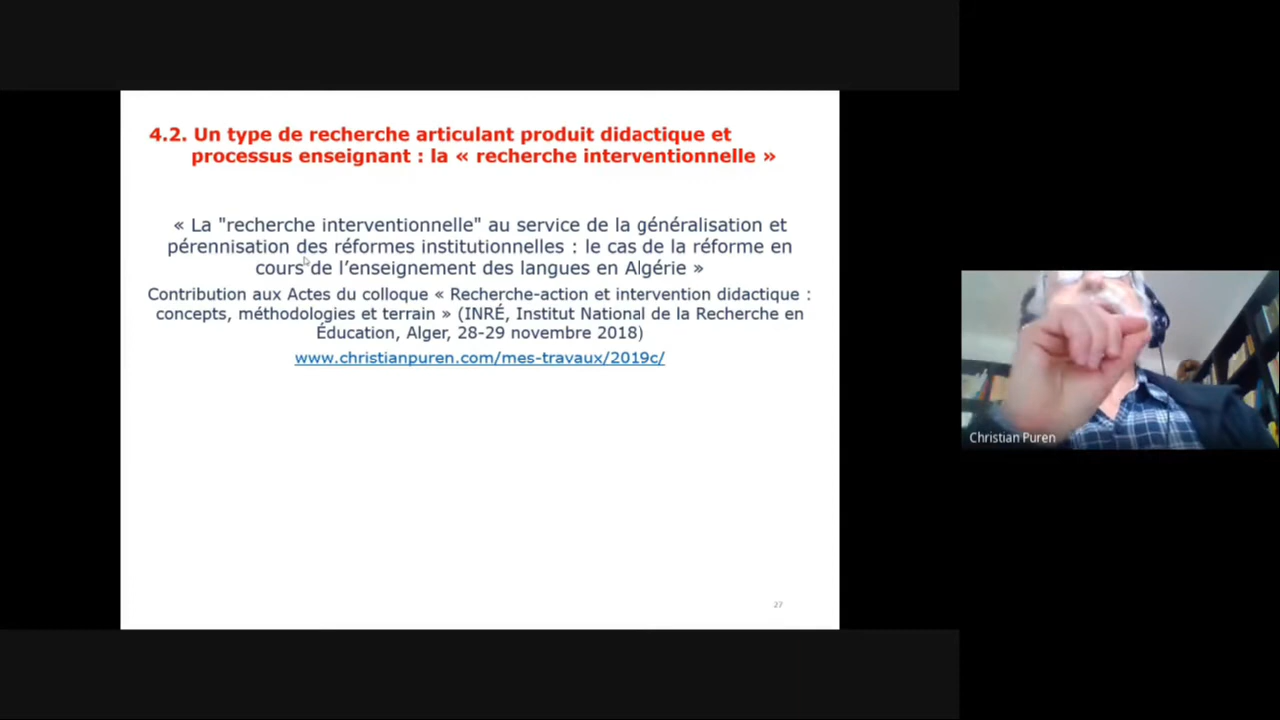 4.2. Un type de recherche articulant produit didactique et
processus enseignant : la « recherche interventionnelle »
« La "recherche interventionnelle" au service de la généralisation et
pérennisation des réformes institutionnelles : le cas de la réforme en
cours de l’enseignement des langues en Algérie »
Contribution aux Actes du colloque « Recherche-action et intervention didactique :
concepts, méthodologies et terrain » (INRÉ, Institut National de la Recherche en
Éducation, Alger, 28-29 novembre 2018)
www.christianpuren.com/mes-travaux/2019c/
27
Christian Puren